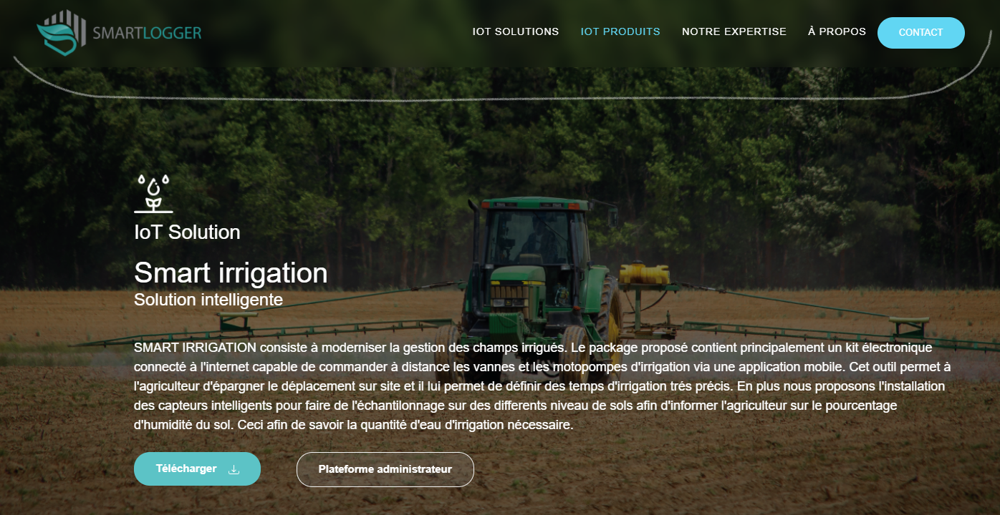 SMARTLOGGER
IOT SOLUTIONS IOT PRODUITS NOTRE EXPERTISE À PROPOS CONTACT
IoT Solution
Smart irrigation
Solution intelligente
SMART IRRIGATION consiste à moderniser la gestion des champs irrigués. Le package proposé contient principalement un kit électronique
connecté à l'internet capable de commander à distance les vannes et les motopompes d'irrigation via une application mobile. Cet outil permet à
l'agriculteur d'épargner le déplacement sur site et il lui permet de définir des temps d'irrigation trés précis. En plus nous proposons l'installation
des capteurs intelligents pour faire de l'échantilonnage sur des differents niveau de sols afin d'informer l'agriculteur sur le pourcentage
d'humidité du sol. Ceci afin de savoir la quantité d'eau d'irrigation nécessaire.
Télécharger Plateforme administrateur